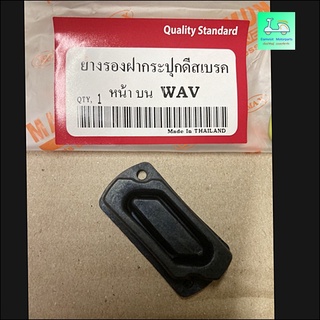 Quality Standard
ยางรองฝากระปุกดีสเบรค
QTY. 1
หน้า บน WAV
Made In THAILAND